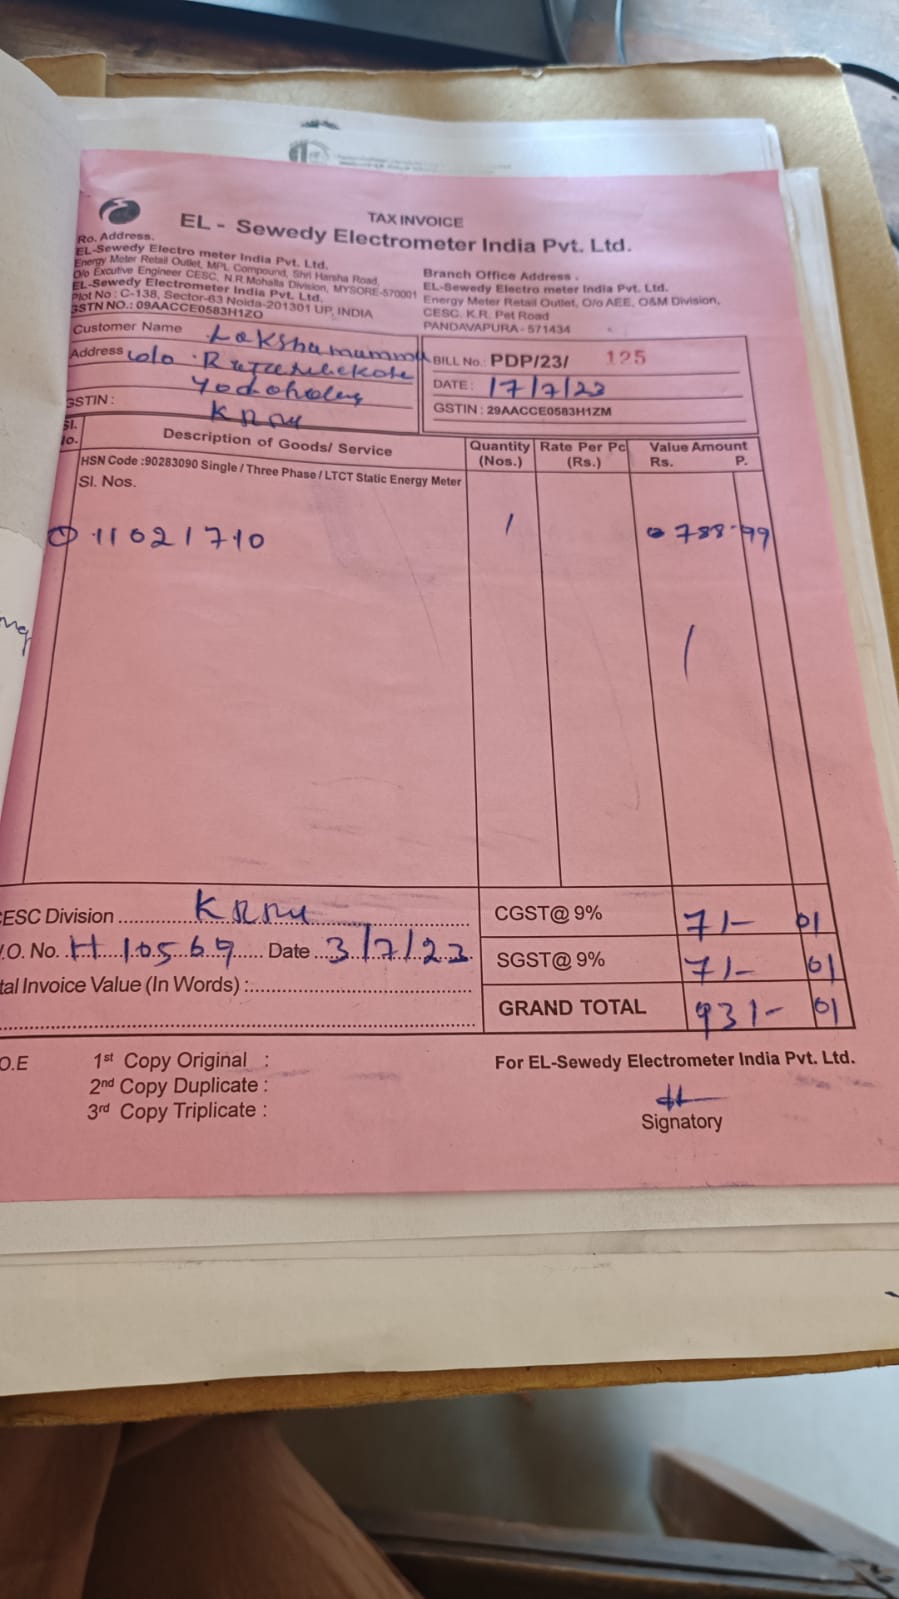 TAX INVOICE
EL - Sewedy Electrometer India Pvt. Ltd.
Ro. Address.
EL-Sewedy Electro meter India Pvt. Ltd.
Energy Meter Retail Outlet, MPL Compound, Shri Harsha Road,
O/o Excutive Engineer CESC, N.R.Mohalla Division, MYSORE-570001
EL-Sewedy Electrometer India Pvt. Ltd.
Plot No : C-138, Sector-63 Noida-201301 UP, INDIA
GSTN NO.: 09AACCE0583H1ZO
Branch Office Address .
EL-Sewedy Electro meter India Pvt. Ltd.
Energy Meter Retail Outlet, O/o AEE, O&M Division,
CESC. K.R. Pet Road
PANDAVAPURA - 571434
Customer Name Lakshamamma
Address
GSTIN :
BILL No.: PDP/23/ 125
DATE : 17/7/23
GSTIN : 29AACCE0583H1ZM
Sl. No. Description of Goods/ Service Quantity (Nos.) Rate Per Pc (Rs.) Value Amount Rs. P.
HSN Code :90283090 Single / Three Phase / LTCT Static Energy Meter
Sl. Nos.
11021710 1 788-99
ESC Division
.O. No. H 10569 Date 3/7/23
tal Invoice Value (In Words) :
CGST@ 9% 71- 01
SGST@ 9% 71- 01
GRAND TOTAL 931- 01
O.E
1st Copy Original :
2nd Copy Duplicate :
3rd Copy Triplicate :
For EL-Sewedy Electrometer India Pvt. Ltd.
Signatory